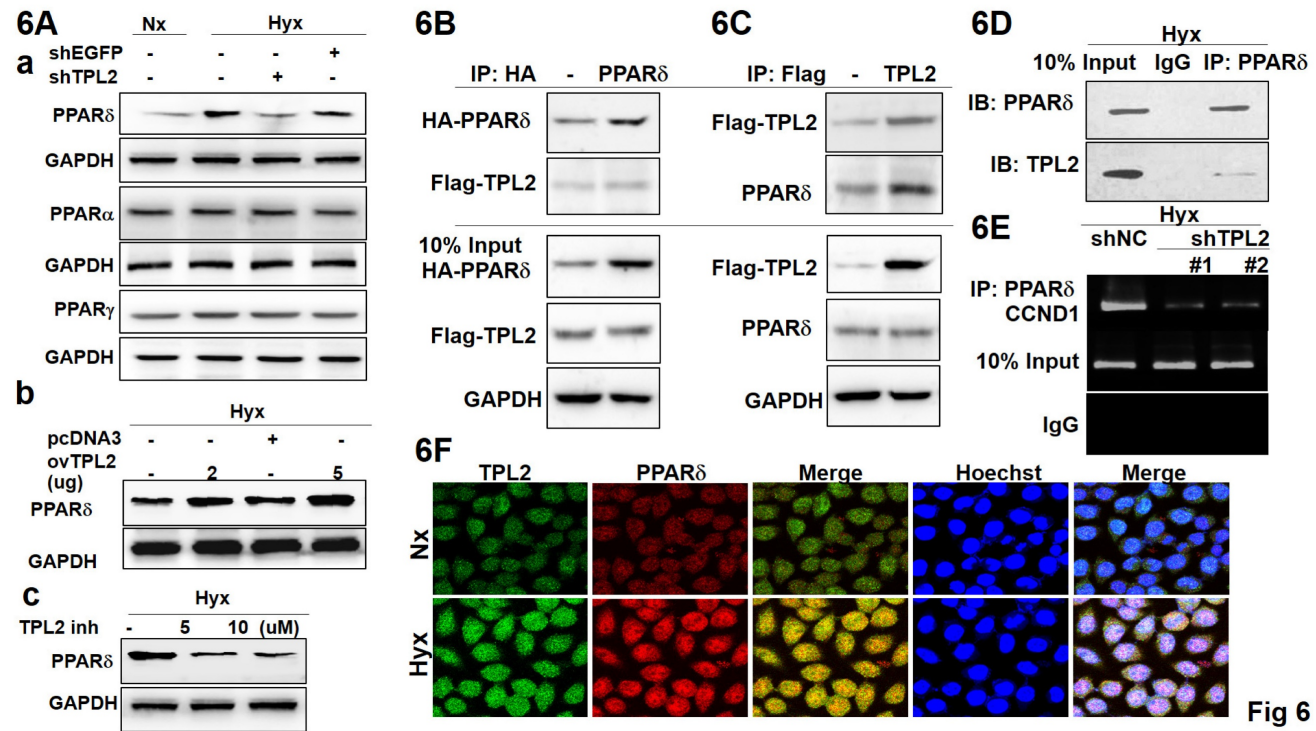 6A
Nx Hyx
shEGFP - - - +
a shTPL2 - - + -
PPARδ
GAPDH
PPARα
GAPDH
PPARγ
GAPDH
b
Hyx
pcDNA3 - - + -
ovTPL2 - 2 - 5
(ug)
PPARδ
GAPDH
c
Hyx
TPL2 inh - 5 10 (uM)
PPARδ
GAPDH
6B
IP: HA - PPARδ
HA-PPARδ
Flag-TPL2
10% Input
HA-PPARδ
Flag-TPL2
GAPDH
6C
IP: Flag - TPL2
Flag-TPL2
PPARδ
Flag-TPL2
PPARδ
GAPDH
6D
Hyx
10% Input IgG IP: PPARδ
IB: PPARδ
IB: TPL2
6E
Hyx
shNC shTPL2
#1 #2
IP: PPARδ
CCND1
10% Input
IgG
6F
TPL2 PPARδ Merge Hoechst Merge
Nx
Hyx
Fig 6